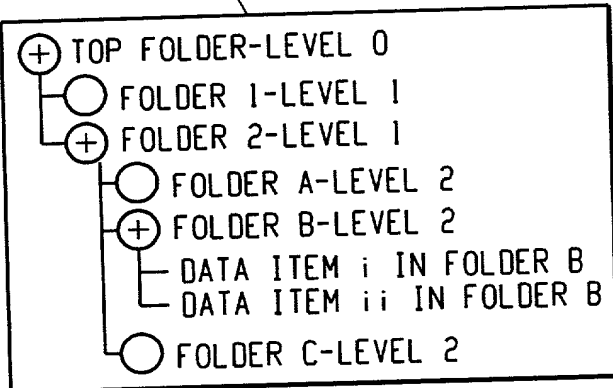 TOP FOLDER-LEVEL 0
FOLDER 1-LEVEL 1
FOLDER 2-LEVEL 1
FOLDER A-LEVEL 2
FOLDER B-LEVEL 2
DATA ITEM i IN FOLDER B
DATA ITEM ii IN FOLDER B
FOLDER C-LEVEL 2